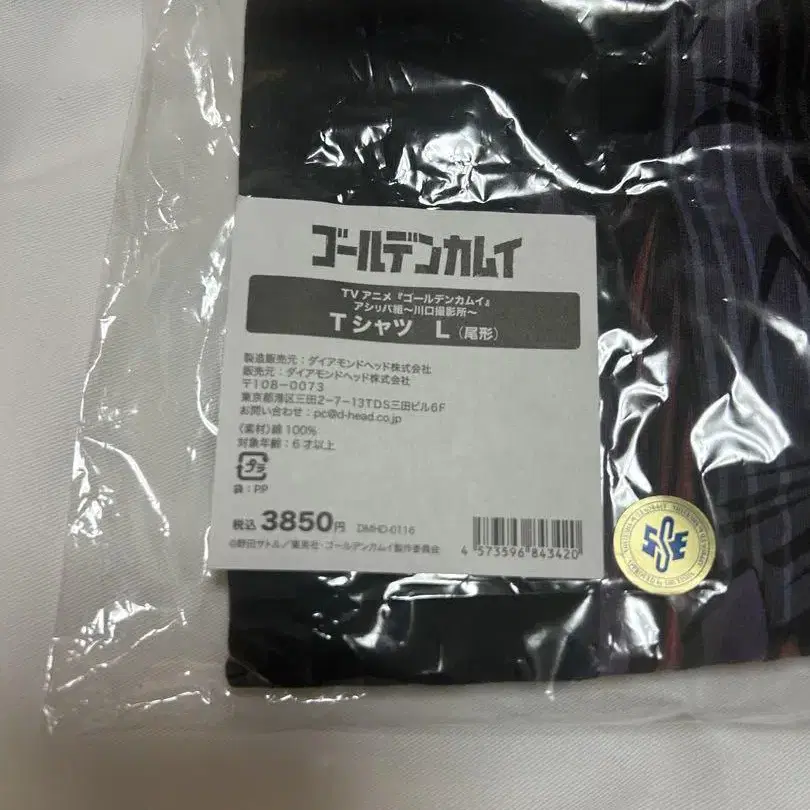 ゴールデンカムイ
TVアニメ『ゴールデンカムイ』
アシㇼパ組～川口撮影所～
Tシャツ L(尾形)
製造販売元：ダイアモンドヘッド株式会社
販売元：ダイアモンドヘッド株式会社
〒108-0073
東京都港区三田2-7-13TDS三田ビル6F
お問い合わせ：pc@d-head.co.jp
〈素材〉綿100%
対象年齢：6才以上
プラ
袋：PP
税込 3850円 DMHD-0116
©野田サトル／集英社・ゴールデンカムイ製作委員会
4 573596 843420